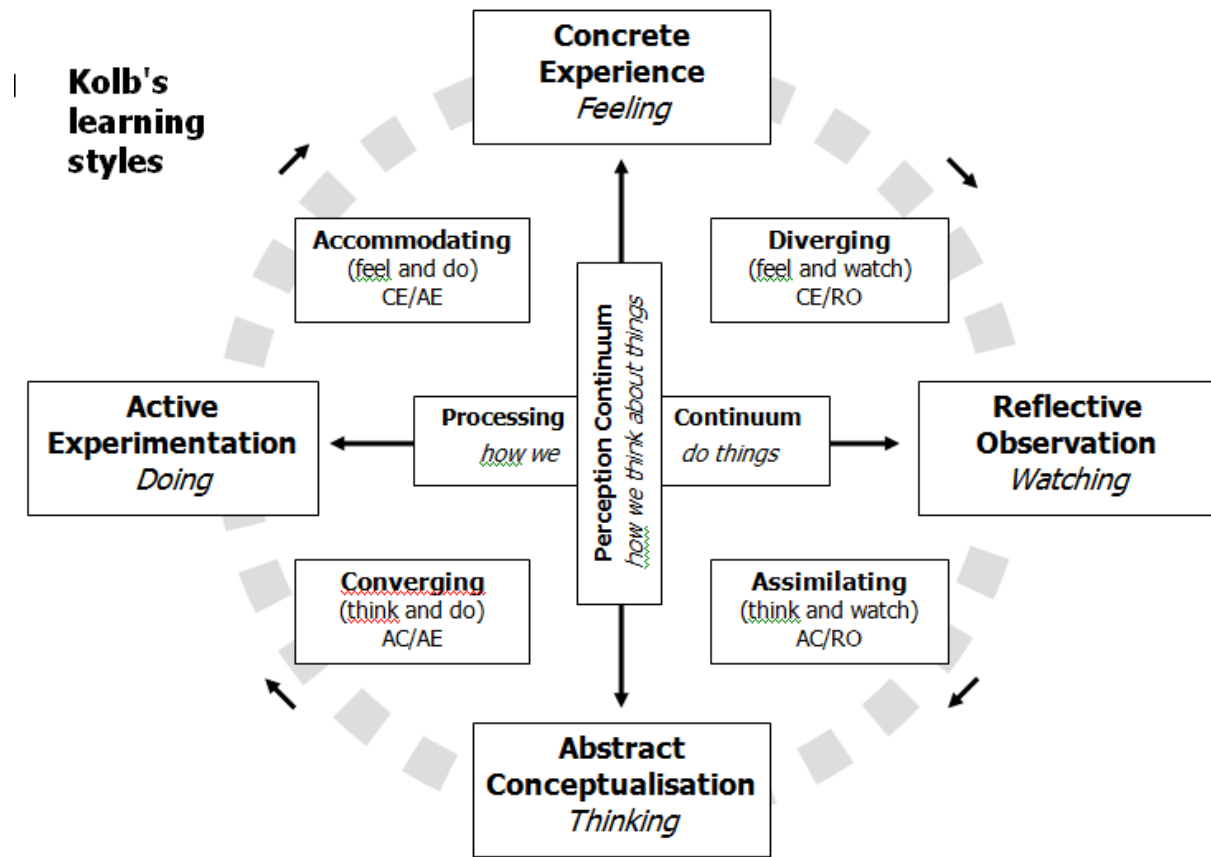 Kolb's
learning
styles
Concrete
Experience
Feeling
Accommodating
(feel and do)
CE/AE
Diverging
(feel and watch)
CE/RO
Active
Experimentation
Doing
Processing
how we
Perception Continuum
how we think about things
Continuum
do things
Reflective
Observation
Watching
Converging
(think and do)
AC/AE
Assimilating
(think and watch)
AC/RO
Abstract
Conceptualisation
Thinking